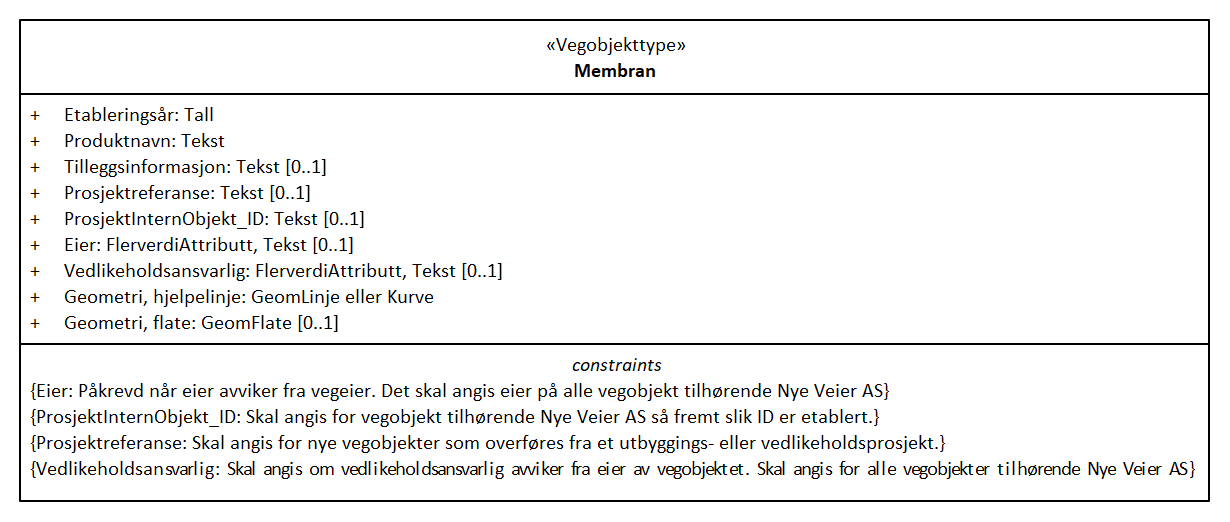 «Vegobjekttype»
Membran
+ Etableringsår: Tall
+ Produktnavn: Tekst
+ Tilleggsinformasjon: Tekst [0..1]
+ Prosjektreferanse: Tekst [0..1]
+ ProsjektInternObjekt_ID: Tekst [0..1]
+ Eier: FlerverdiAttributt, Tekst [0..1]
+ Vedlikeholdsansvarlig: FlerverdiAttributt, Tekst [0..1]
+ Geometri, hjelpelinje: GeomLinje eller Kurve
+ Geometri, flate: GeomFlate [0..1]
constraints
{Eier: Påkrevd når eier avviker fra vegeier. Det skal angis eier på alle vegobjekt tilhørende Nye Veier AS}
{ProsjektInternObjekt_ID: Skal angis for vegobjekt tilhørende Nye Veier AS så fremt slik ID er etablert.}
{Prosjektreferanse: Skal angis for nye vegobjekter som overføres fra et utbyggings- eller vedlikeholdsprosjekt.}
{Vedlikeholdsansvarlig: Skal angis om vedlikeholdsansvarlig avviker fra eier av vegobjektet. Skal angis for alle vegobjekter tilhørende Nye Veier AS}